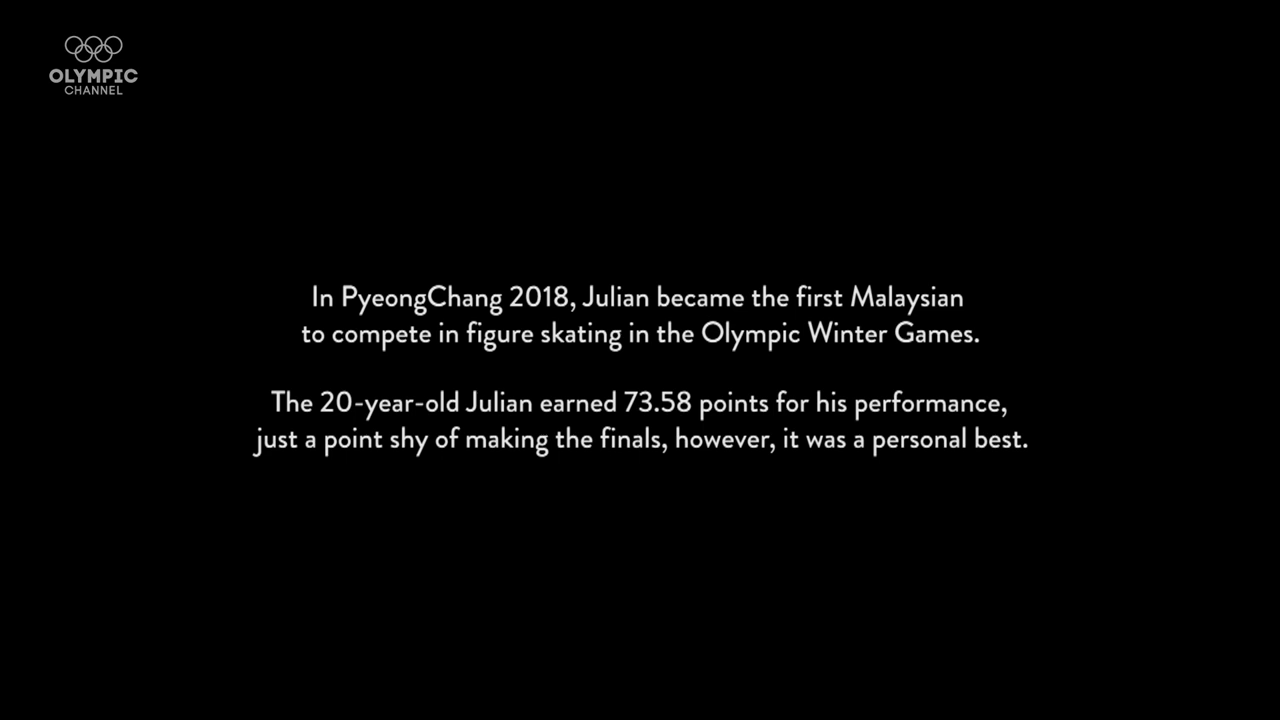 OLYMPIC
CHANNEL
In PyeongChang 2018, Julian became the first Malaysian
to compete in figure skating in the Olympic Winter Games.
The 20-year-old Julian earned 73.58 points for his performance,
just a point shy of making the finals, however, it was a personal best.